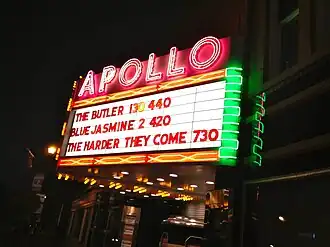 APOLLO
THE BUTLER 130 440
BLUE JASMINE 2 420
THE HARDER THEY COME 730